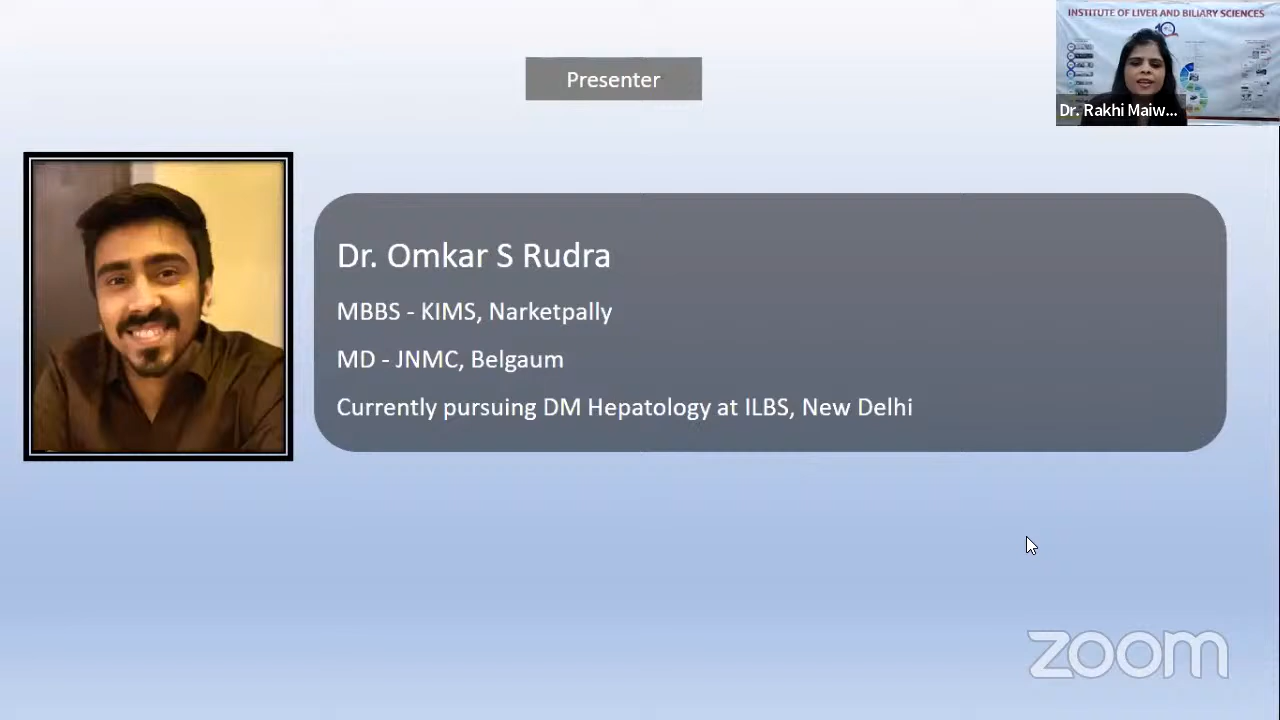 INSTITUTE OF LIVER AND BILIARY SCIENCES
Presenter
Dr. Rakhi Maiw...
Dr. Omkar S Rudra
MBBS - KIMS, Narketpally
MD - JNMC, Belgaum
Currently pursuing DM Hepatology at ILBS, New Delhi
zoom